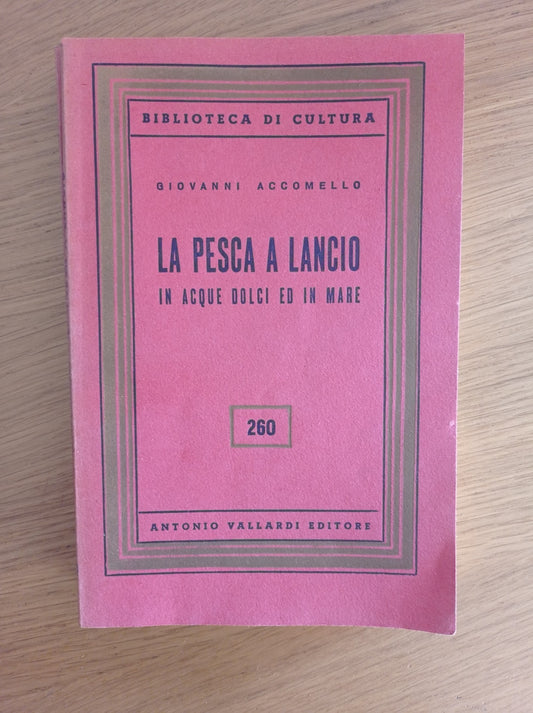 BIBLIOTECA DI CULTURA
GIOVANNI ACCOMELLO
LA PESCA A LANCIO
IN ACQUE DOLCI ED IN MARE
260
ANTONIO VALLARDI EDITORE